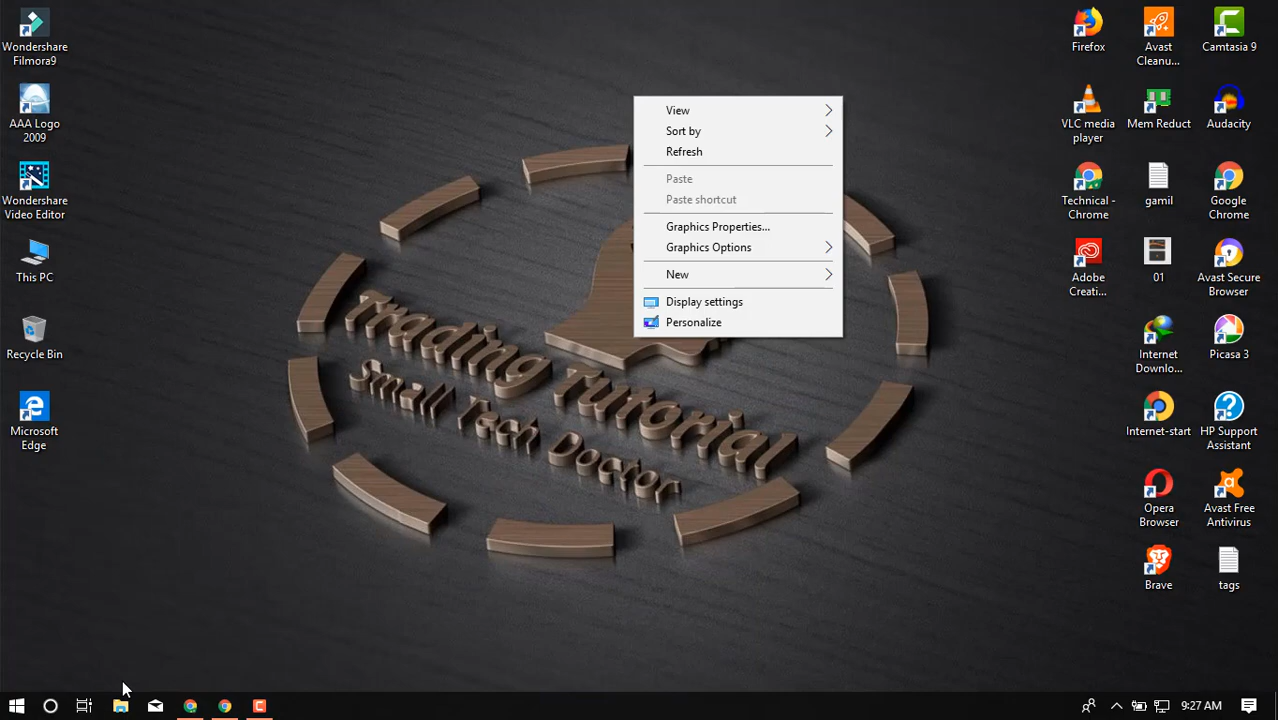 Wondershare
Filmora9
AAA Logo
2009
Wondershare
Video Editor
This PC
Recycle Bin
Microsoft
Edge
Trading Tutorial
Small Tech Doctor
View
Sort by
Refresh
Paste
Paste shortcut
Graphics Properties...
Graphics Options
New
Display settings
Personalize
Firefox
Avast
Cleanu...
Camtasia 9
VLC media
player
Mem Reduct
Audacity
Technical -
Chrome
gamil
Google
Chrome
Adobe
Creati...
01
Avast Secure
Browser
Internet
Downlo...
Picasa 3
Internet-start
HP Support
Assistant
Opera
Browser
Avast Free
Antivirus
Brave
tags
9:27 AM